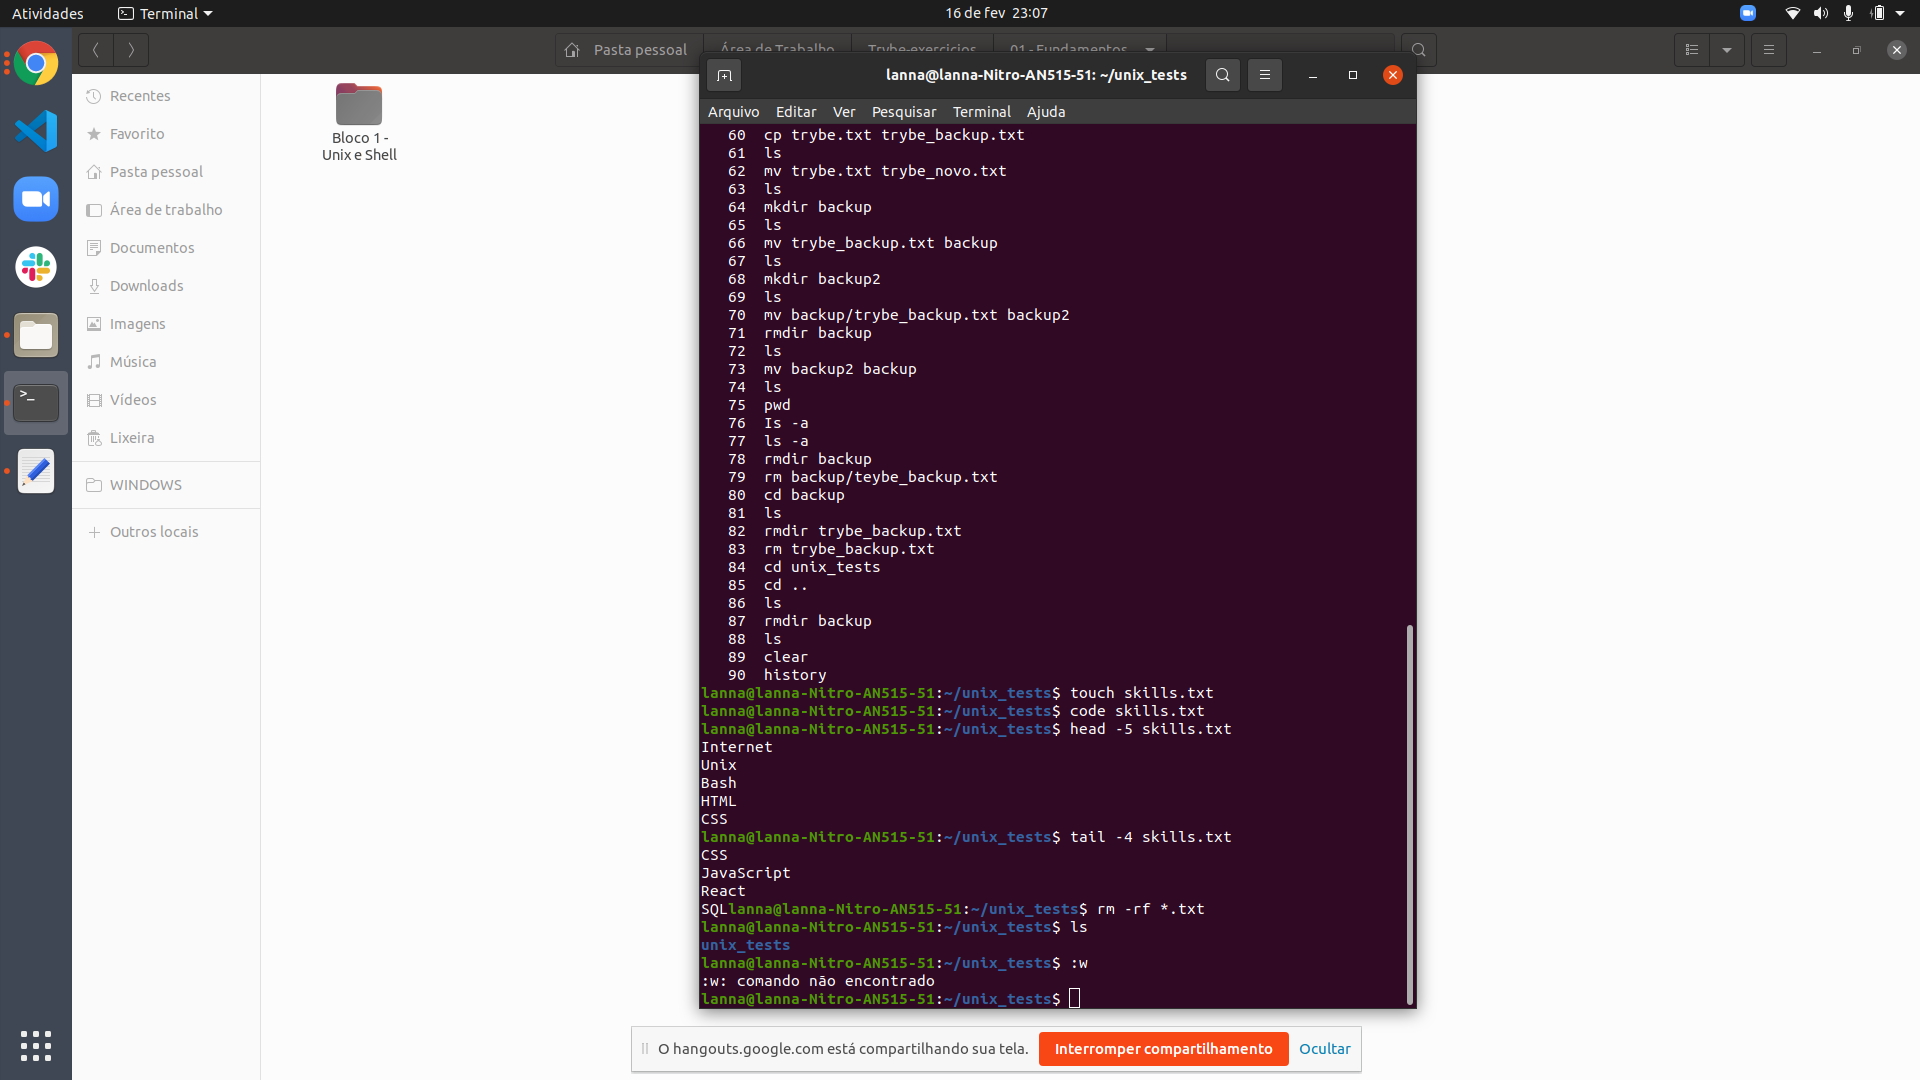 Atividades
Terminal
16 de fev 23:07
Pasta pessoal
Área de Trabalho
Trybe-exercicios
01 - Fundamentos
Recentes
Favorito
Pasta pessoal
Área de trabalho
Documentos
Downloads
Imagens
Música
Vídeos
Lixeira
WINDOWS
Outros locais
Bloco 1 -
Unix e Shell
lanna@lanna-Nitro-AN515-51: ~/unix_tests
Arquivo Editar Ver Pesquisar Terminal Ajuda
60 cp trybe.txt trybe_backup.txt
61 ls
62 mv trybe.txt trybe_novo.txt
63 ls
64 mkdir backup
65 ls
66 mv trybe_backup.txt backup
67 ls
68 mkdir backup2
69 ls
70 mv backup/trybe_backup.txt backup2
71 rmdir backup
72 ls
73 mv backup2 backup
74 ls
75 pwd
76 Is -a
77 ls -a
78 rmdir backup
79 rm backup/teybe_backup.txt
80 cd backup
81 ls
82 rmdir trybe_backup.txt
83 rm trybe_backup.txt
84 cd unix_tests
85 cd ..
86 ls
87 rmdir backup
88 ls
89 clear
90 history
lanna@lanna-Nitro-AN515-51:~/unix_tests$ touch skills.txt
lanna@lanna-Nitro-AN515-51:~/unix_tests$ code skills.txt
lanna@lanna-Nitro-AN515-51:~/unix_tests$ head -5 skills.txt
Internet
Unix
Bash
HTML
CSS
lanna@lanna-Nitro-AN515-51:~/unix_tests$ tail -4 skills.txt
CSS
JavaScript
React
SQLlanna@lanna-Nitro-AN515-51:~/unix_tests$ rm -rf *.txt
lanna@lanna-Nitro-AN515-51:~/unix_tests$ ls
unix_tests
lanna@lanna-Nitro-AN515-51:~/unix_tests$ :w
:w: comando não encontrado
lanna@lanna-Nitro-AN515-51:~/unix_tests$
O hangouts.google.com está compartilhando sua tela.
Interromper compartilhamento
Ocultar